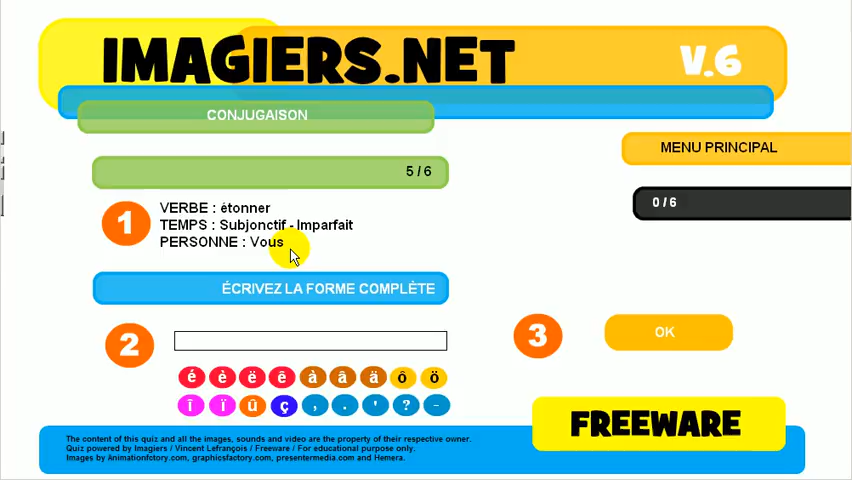 IMAGIERS.NET
V.6
CONJUGAISON
MENU PRINCIPAL
5 / 6
0 / 6
1
VERBE : étonner
TEMPS : Subjonctif - Imparfait
PERSONNE : Vous
ÉCRIVEZ LA FORME COMPLÈTE
2
3
OK
é è ë ê à â ä ô ö
î ï û ç , . ' ? -
FREEWARE
The content of this quiz and all the images, sounds and video are the property of their respective owner.
Quiz powered by Imagiers / Vincent Lefrançois / Freeware / For educational purpose only.
Images by Animationfctory.com, graphicsfactory.com, presentermedia.com and Hemera.